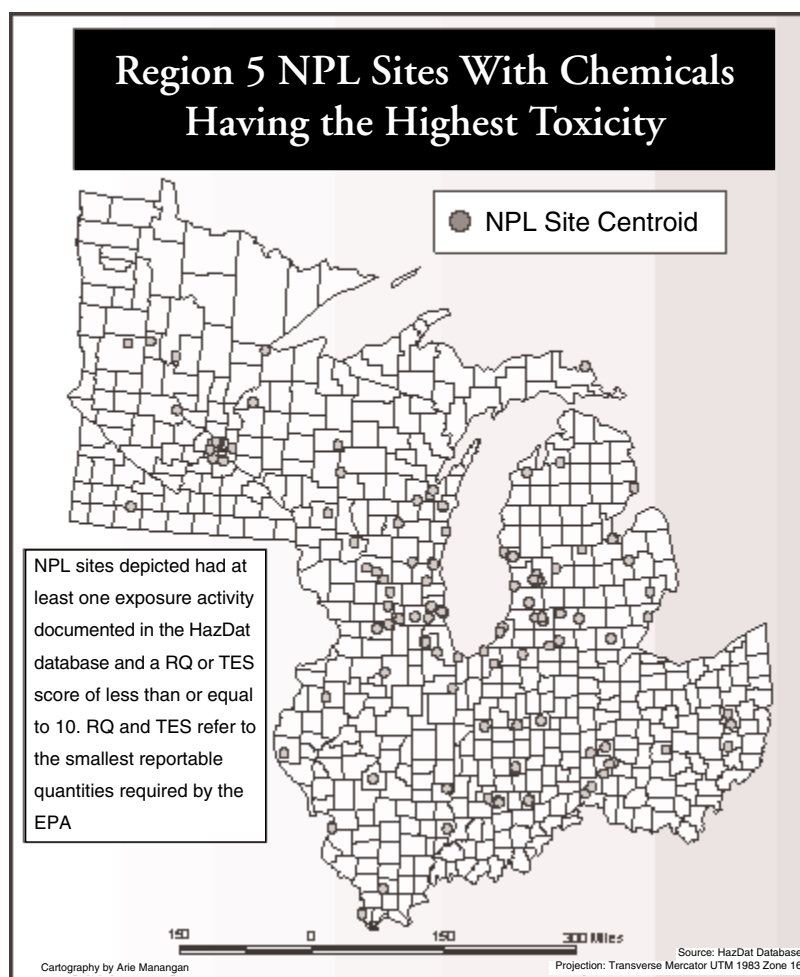 Region 5 NPL Sites With Chemicals
Having the Highest Toxicity
NPL Site Centroid
NPL sites depicted had at
least one exposure activity
documented in the HazDat
database and a RQ or TES
score of less than or equal
to 10. RQ and TES refer to
the smallest reportable
quantities required by the
EPA
150 0 150 300 Miles
Source: HazDat Database
Cartography by Arie Manangan
Projection: Transverse Mercator UTM 1983 Zone 16